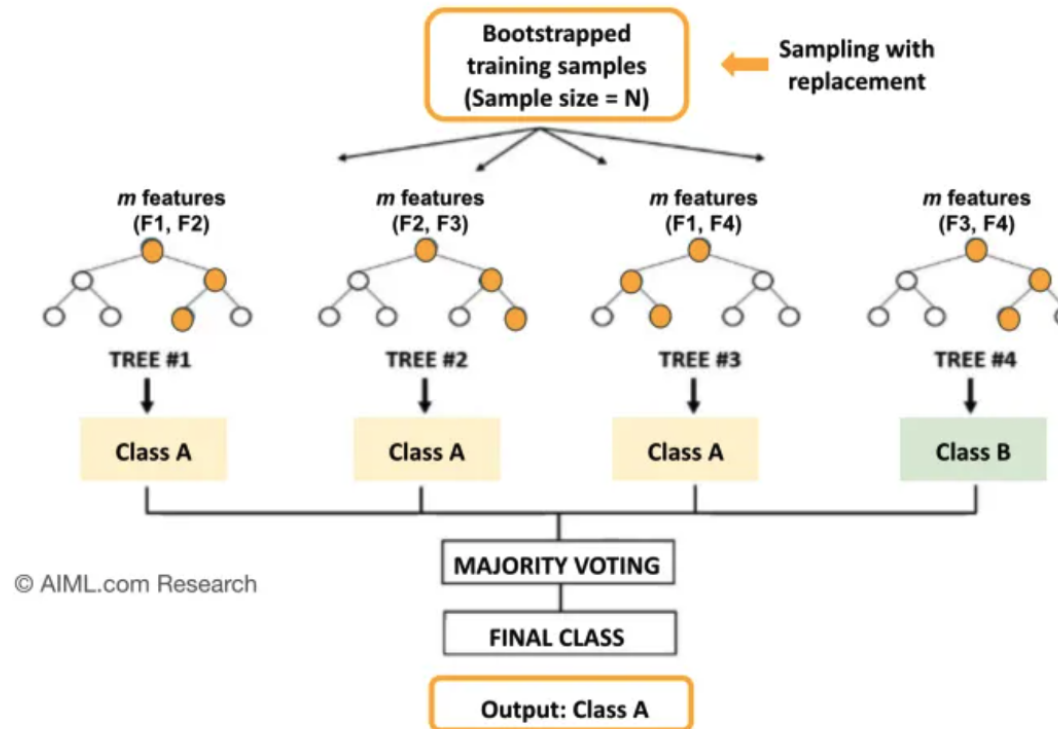 Bootstrapped
training samples
(Sample size = N)
Sampling with
replacement
m features
(F1, F2)
m features
(F2, F3)
m features
(F1, F4)
m features
(F3, F4)
TREE #1
TREE #2
TREE #3
TREE #4
Class A
Class A
Class A
Class B
MAJORITY VOTING
© AIML.com Research
FINAL CLASS
Output: Class A